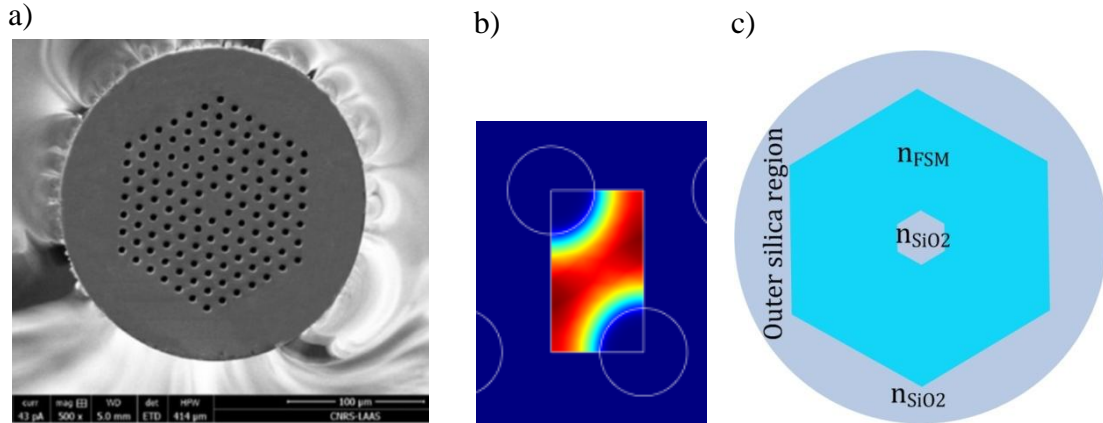 a)
b)
c)
nFSM
nSiO2
Outer silica region
nSiO2
curr mag WD det HFW 100 µm
43 pA 500 x 5.0 mm ETD 414 µm CNRS-LAAS